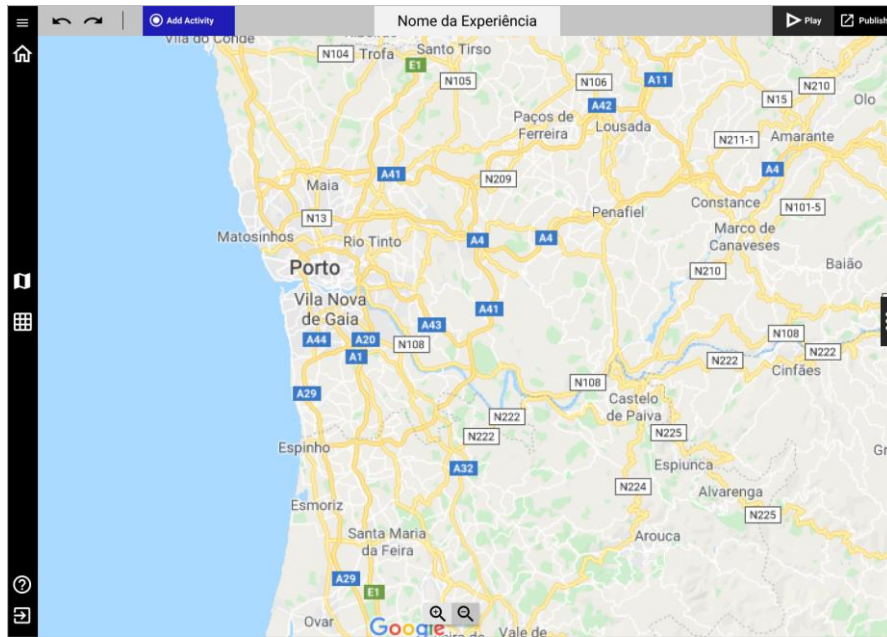 Add Activity
Nome da Experiência
Play
Publish
Vila do Conde
N104
Trofa
Santo Tirso
E1
N105
N106
A11
A42
N15
N210
Olo
Paços de
Ferreira
Lousada
N211-1
Amarante
A41
N209
A4
Maia
Constance
N101-5
N13
Penafiel
Matosinhos
Rio Tinto
A4
A4
Marco de
Canaveses
Porto
N210
Baião
Vila Nova
de Gaia
A41
A43
A44
A20
N108
A1
N108
N222
N222
Cinfães
A29
N108
Castelo
de Paiva
N222
N222
N225
Espinho
A32
Espiunca
N224
Alvarenga
Esmoriz
N225
Santa Maria
da Feira
Arouca
A29
E1
Ovar
Google
Vale de